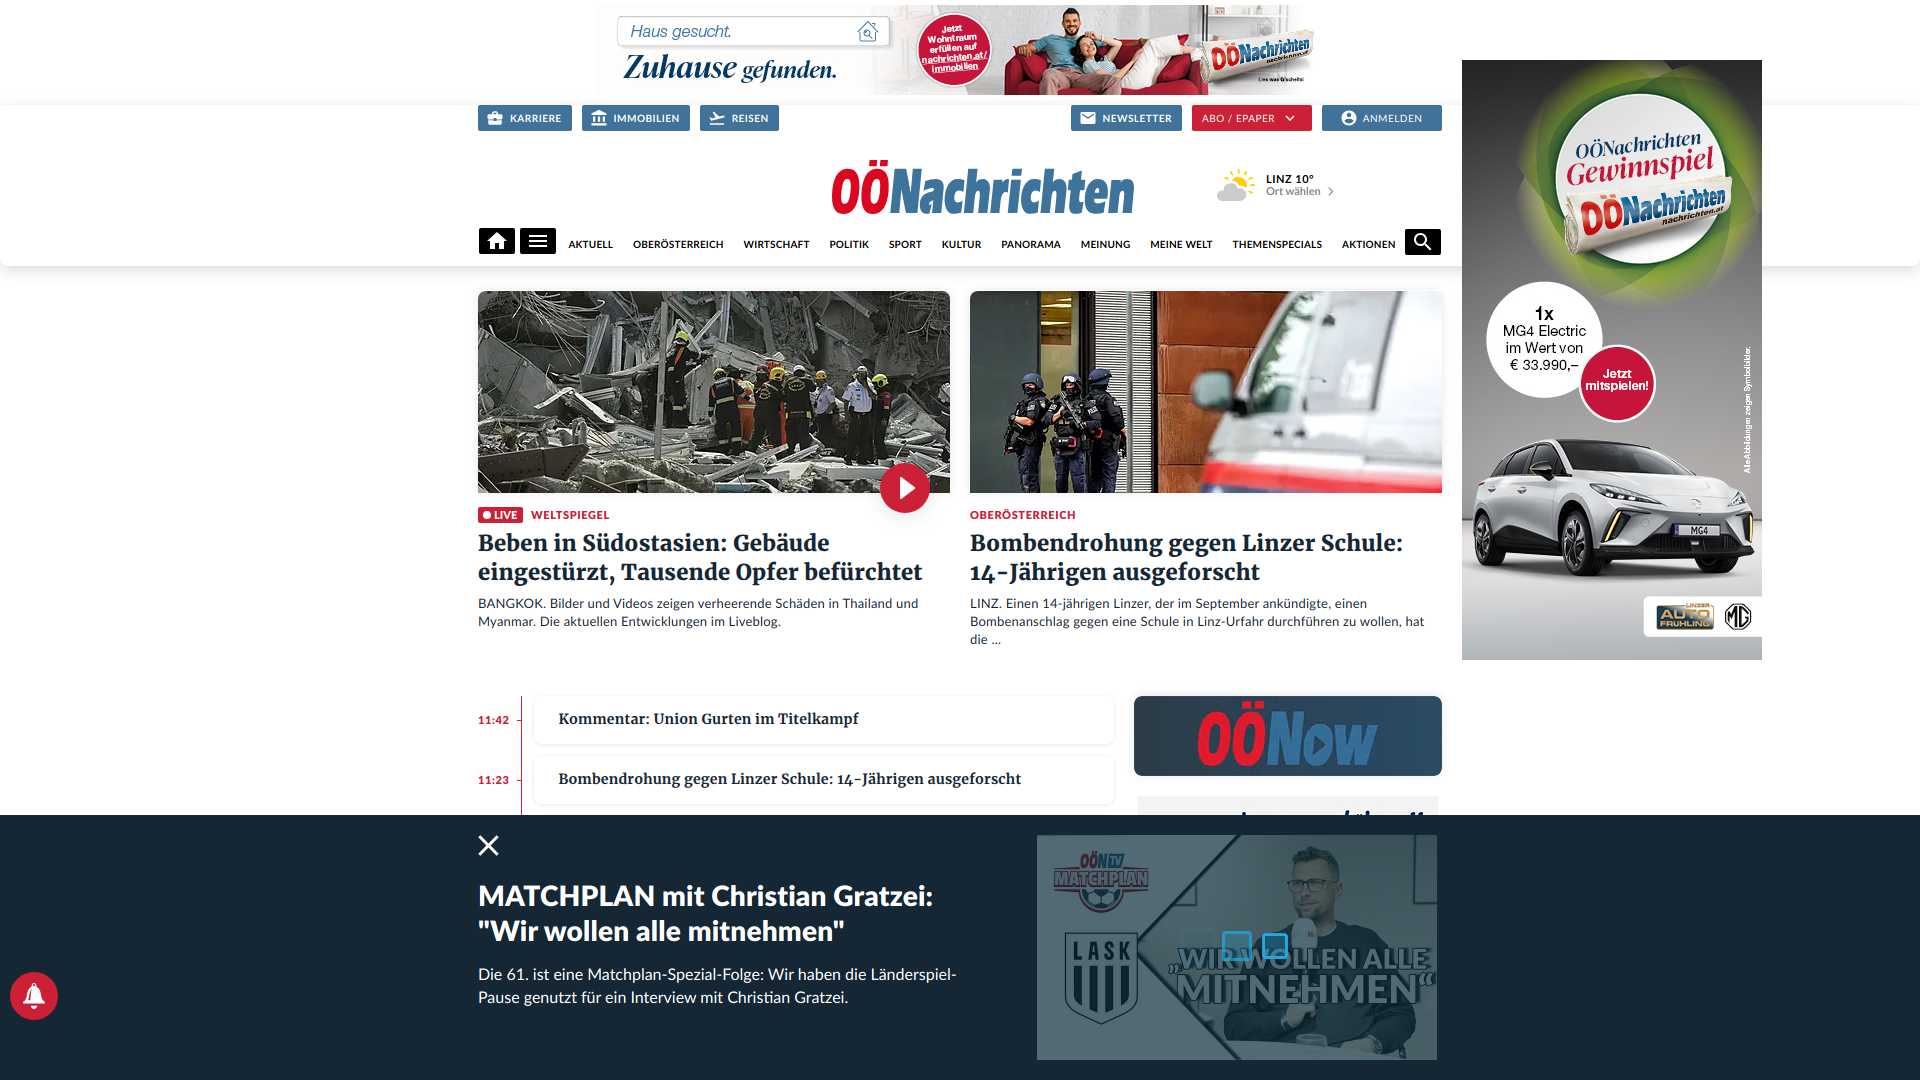 Haus gesucht.
Zuhause gefunden.
Jetzt
Wohntraum
erfüllen auf
nachrichten.at/
immobilien
OÖNachrichten
nachrichten.at
Lies was G'scheits!
KARRIERE
IMMOBILIEN
REISEN
NEWSLETTER
ABO / EPAPER
ANMELDEN
OÖNachrichten
LINZ 10°
Ort wählen
AKTUELL
OBERÖSTERREICH
WIRTSCHAFT
POLITIK
SPORT
KULTUR
PANORAMA
MEINUNG
MEINE WELT
THEMENSPECIALS
AKTIONEN
OÖNachrichten
Gewinnspiel
OÖNachrichten
nachrichten.at
1x
MG4 Electric
im Wert von
€ 33.990,–
Jetzt
mitspielen!
Alle Abbildungen zeigen Symbolbilder.
MG4
LINZER
AUTO
FRÜHLING
MG
LIVE WELTSPIEGEL
Beben in Südostasien: Gebäude
eingestürzt, Tausende Opfer befürchtet
BANGKOK. Bilder und Videos zeigen verheerende Schäden in Thailand und
Myanmar. Die aktuellen Entwicklungen im Liveblog.
OBERÖSTERREICH
Bombendrohung gegen Linzer Schule:
14-Jährigen ausgeforscht
LINZ. Einen 14-jährigen Linzer, der im September ankündigte, einen
Bombenanschlag gegen eine Schule in Linz-Urfahr durchführen zu wollen, hat
die ...
11:42
Kommentar: Union Gurten im Titelkampf
11:23
Bombendrohung gegen Linzer Schule: 14-Jährigen ausgeforscht
OÖNow
MATCHPLAN mit Christian Gratzei:
"Wir wollen alle mitnehmen"
Die 61. ist eine Matchplan-Spezial-Folge: Wir haben die Länderspiel-
Pause genutzt für ein Interview mit Christian Gratzei.
OÖN TV
MATCHPLAN
LASK
„WIR WOLLEN ALLE
MITNEHMEN“